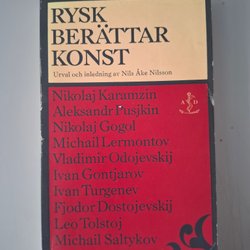 RYSK
BERÄTTAR
KONST
Urval och inledning av Nils Åke Nilsson
Nikolaj Karamzin
Aleksandr Pusjkin
Nikolaj Gogol
Michail Lermontov
Vladimir Odojevskij
Ivan Gontjarov
Ivan Turgenev
Fjodor Dostojevskij
Leo Tolstoj
Michail Saltykov